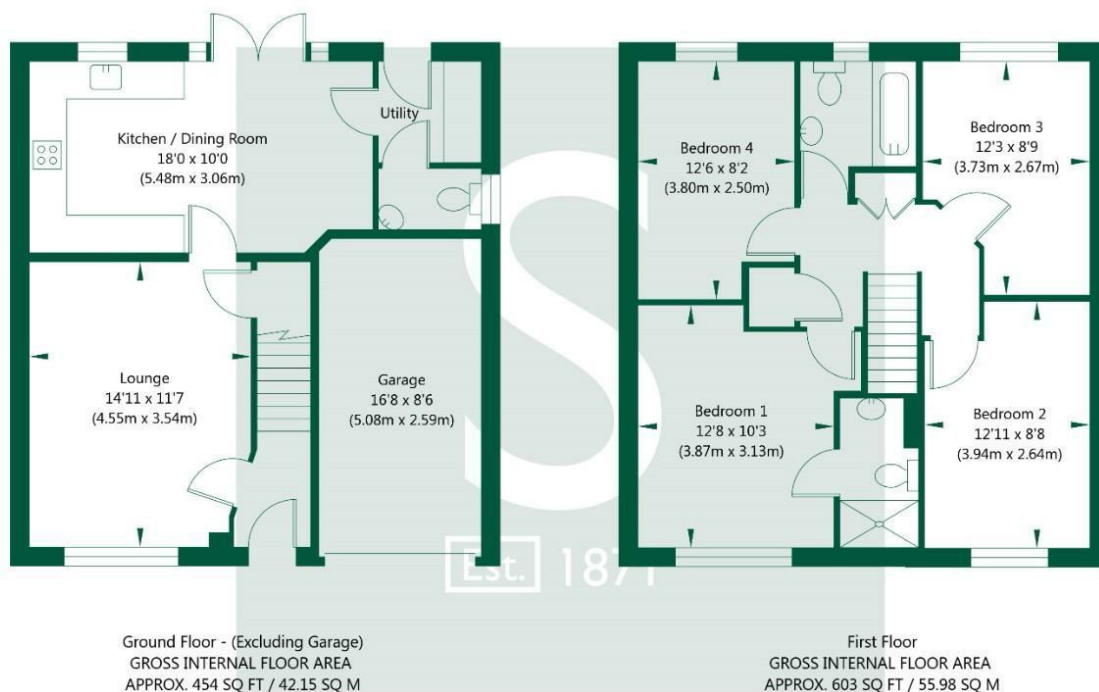 Kitchen / Dining Room
18'0 x 10'0
(5.48m x 3.06m)
Utility
Lounge
14'11 x 11'7
(4.55m x 3.54m)
Garage
16'8 x 8'6
(5.08m x 2.59m)
Bedroom 4
12'6 x 8'2
(3.80m x 2.50m)
Bedroom 3
12'3 x 8'9
(3.73m x 2.67m)
Bedroom 1
12'8 x 10'3
(3.87m x 3.13m)
Bedroom 2
12'11 x 8'8
(3.94m x 2.64m)
S
Est. 1871
Ground Floor - (Excluding Garage)
GROSS INTERNAL FLOOR AREA
APPROX. 454 SQ FT / 42.15 SQ M
First Floor
GROSS INTERNAL FLOOR AREA
APPROX. 603 SQ FT / 55.98 SQ M